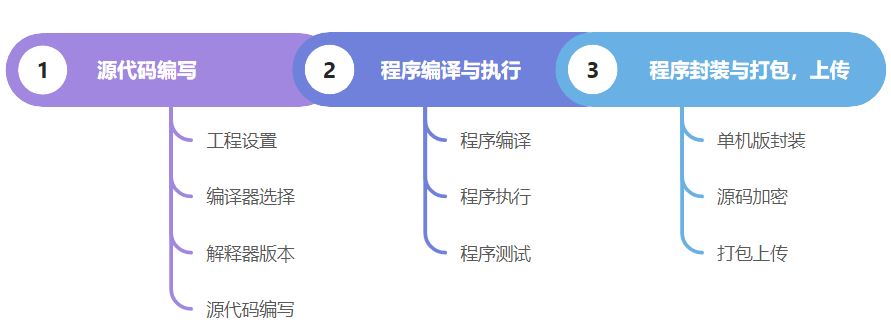 1 源代码编写
工程设置
编译器选择
解释器版本
源代码编写
2 程序编译与执行
程序编译
程序执行
程序测试
3 程序封装与打包，上传
单机版封装
源码加密
打包上传